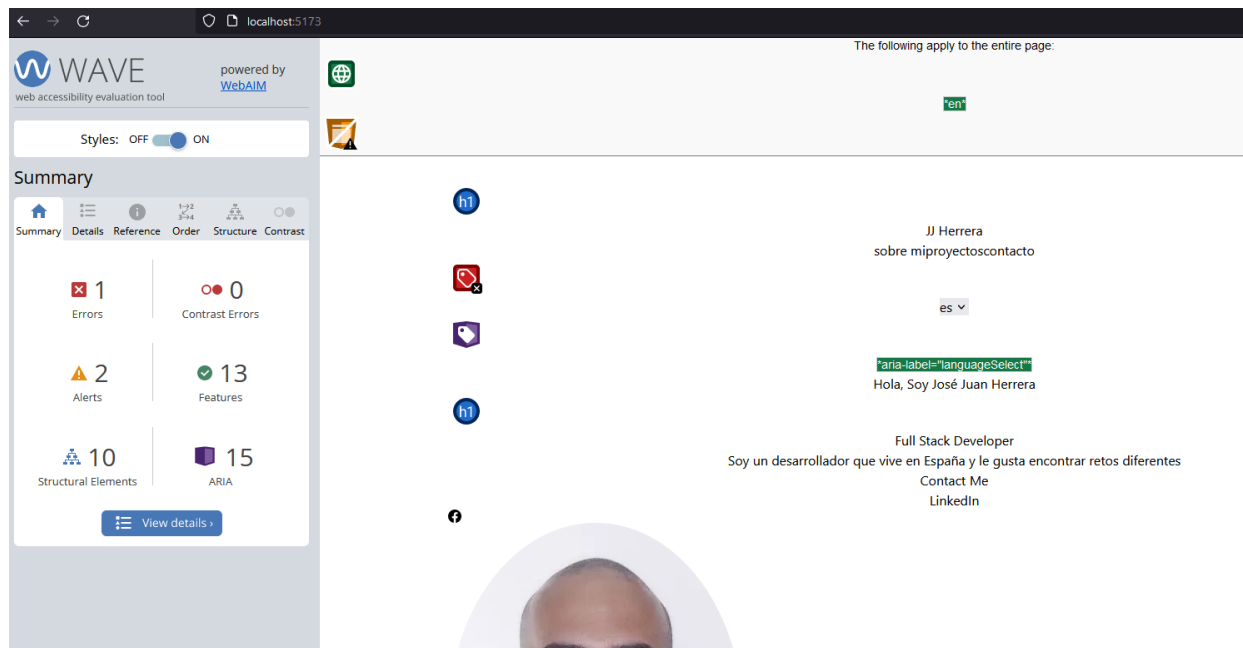 localhost:5173
WAVE
web accessibility evaluation tool
powered by
WebAIM
Styles: OFF ON
Summary
Summary Details Reference Order Structure Contrast
1
Errors
0
Contrast Errors
2
Alerts
13
Features
10
Structural Elements
15
ARIA
View details ›
The following apply to the entire page:
*en*
h1
JJ Herrera
sobre miproyectoscontacto
es
*aria-label="languageSelect"*
Hola, Soy José Juan Herrera
h1
Full Stack Developer
Soy un desarrollador que vive en España y le gusta encontrar retos diferentes
Contact Me
LinkedIn